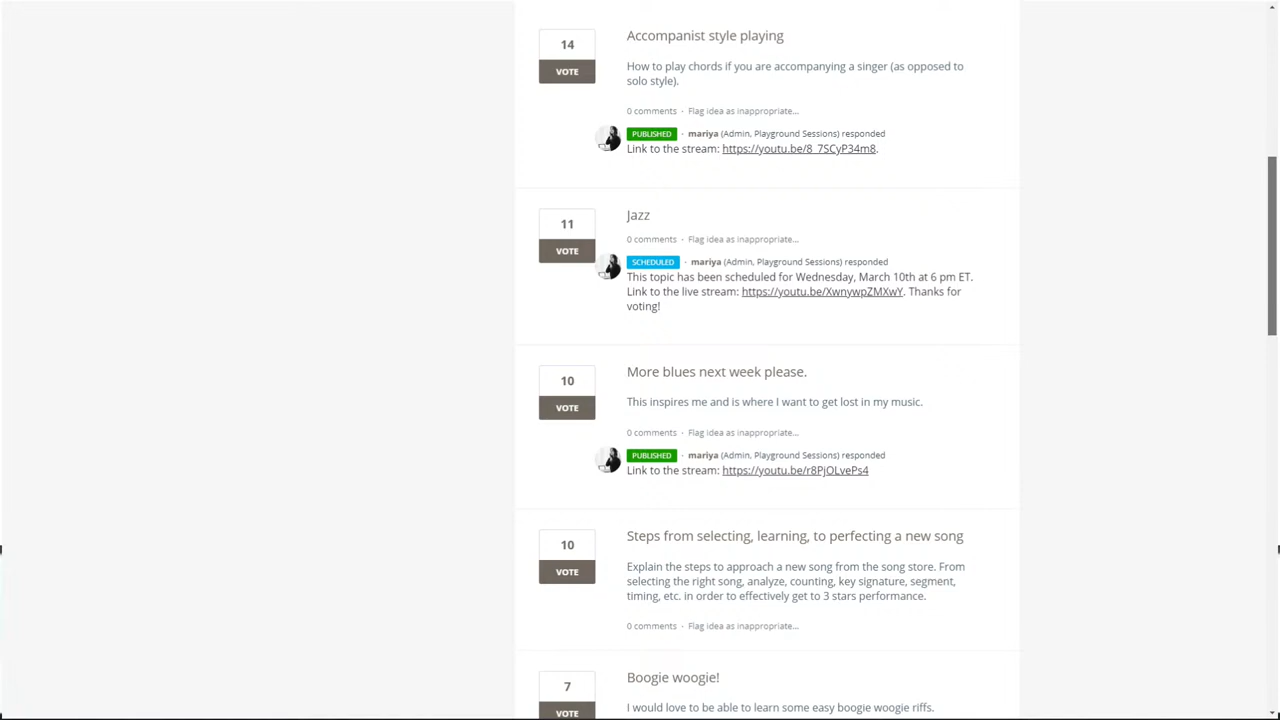 14
VOTE
Accompanist style playing
How to play chords if you are accompanying a singer (as opposed to
solo style).
0 comments · Flag idea as inappropriate...
PUBLISHED · mariya (Admin, Playground Sessions) responded
Link to the stream: https://youtu.be/8_7SCyP34m8.
11
VOTE
Jazz
0 comments · Flag idea as inappropriate...
SCHEDULED · mariya (Admin, Playground Sessions) responded
This topic has been scheduled for Wednesday, March 10th at 6 pm ET.
Link to the live stream: https://youtu.be/XwnywpZMXwY. Thanks for
voting!
10
VOTE
More blues next week please.
This inspires me and is where I want to get lost in my music.
0 comments · Flag idea as inappropriate...
PUBLISHED · mariya (Admin, Playground Sessions) responded
Link to the stream: https://youtu.be/r8PjOLvePs4
10
VOTE
Steps from selecting, learning, to perfecting a new song
Explain the steps to approach a new song from the song store. From
selecting the right song, analyze, counting, key signature, segment,
timing, etc. in order to effectively get to 3 stars performance.
0 comments · Flag idea as inappropriate...
7
VOTE
Boogie woogie!
I would love to be able to learn some easy boogie woogie riffs.